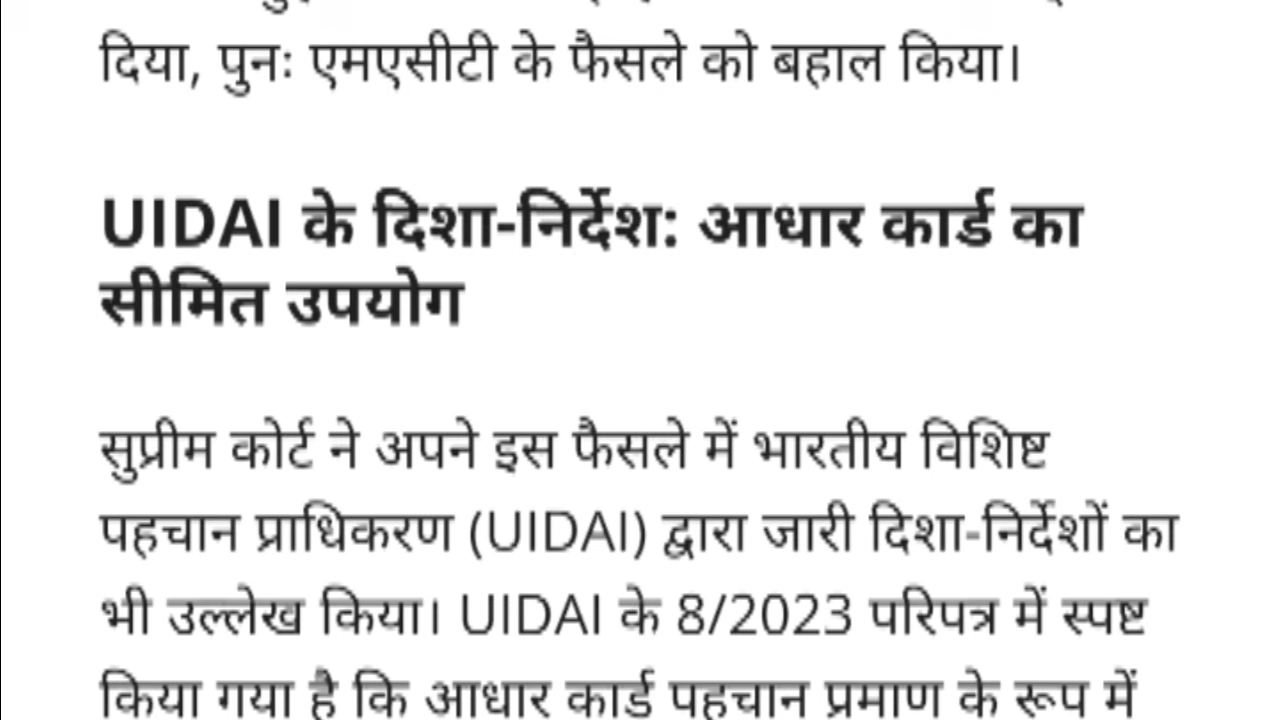 दिया, पुनः एमएसीटी के फैसले को बहाल किया।
UIDAI के दिशा-निर्देश: आधार कार्ड का
सीमित उपयोग
सुप्रीम कोर्ट ने अपने इस फैसले में भारतीय विशिष्ट
पहचान प्राधिकरण (UIDAI) द्वारा जारी दिशा-निर्देशों का
भी उल्लेख किया। UIDAI के 8/2023 परिपत्र में स्पष्ट
किया गया है कि आधार कार्ड पहचान प्रमाण के रूप में